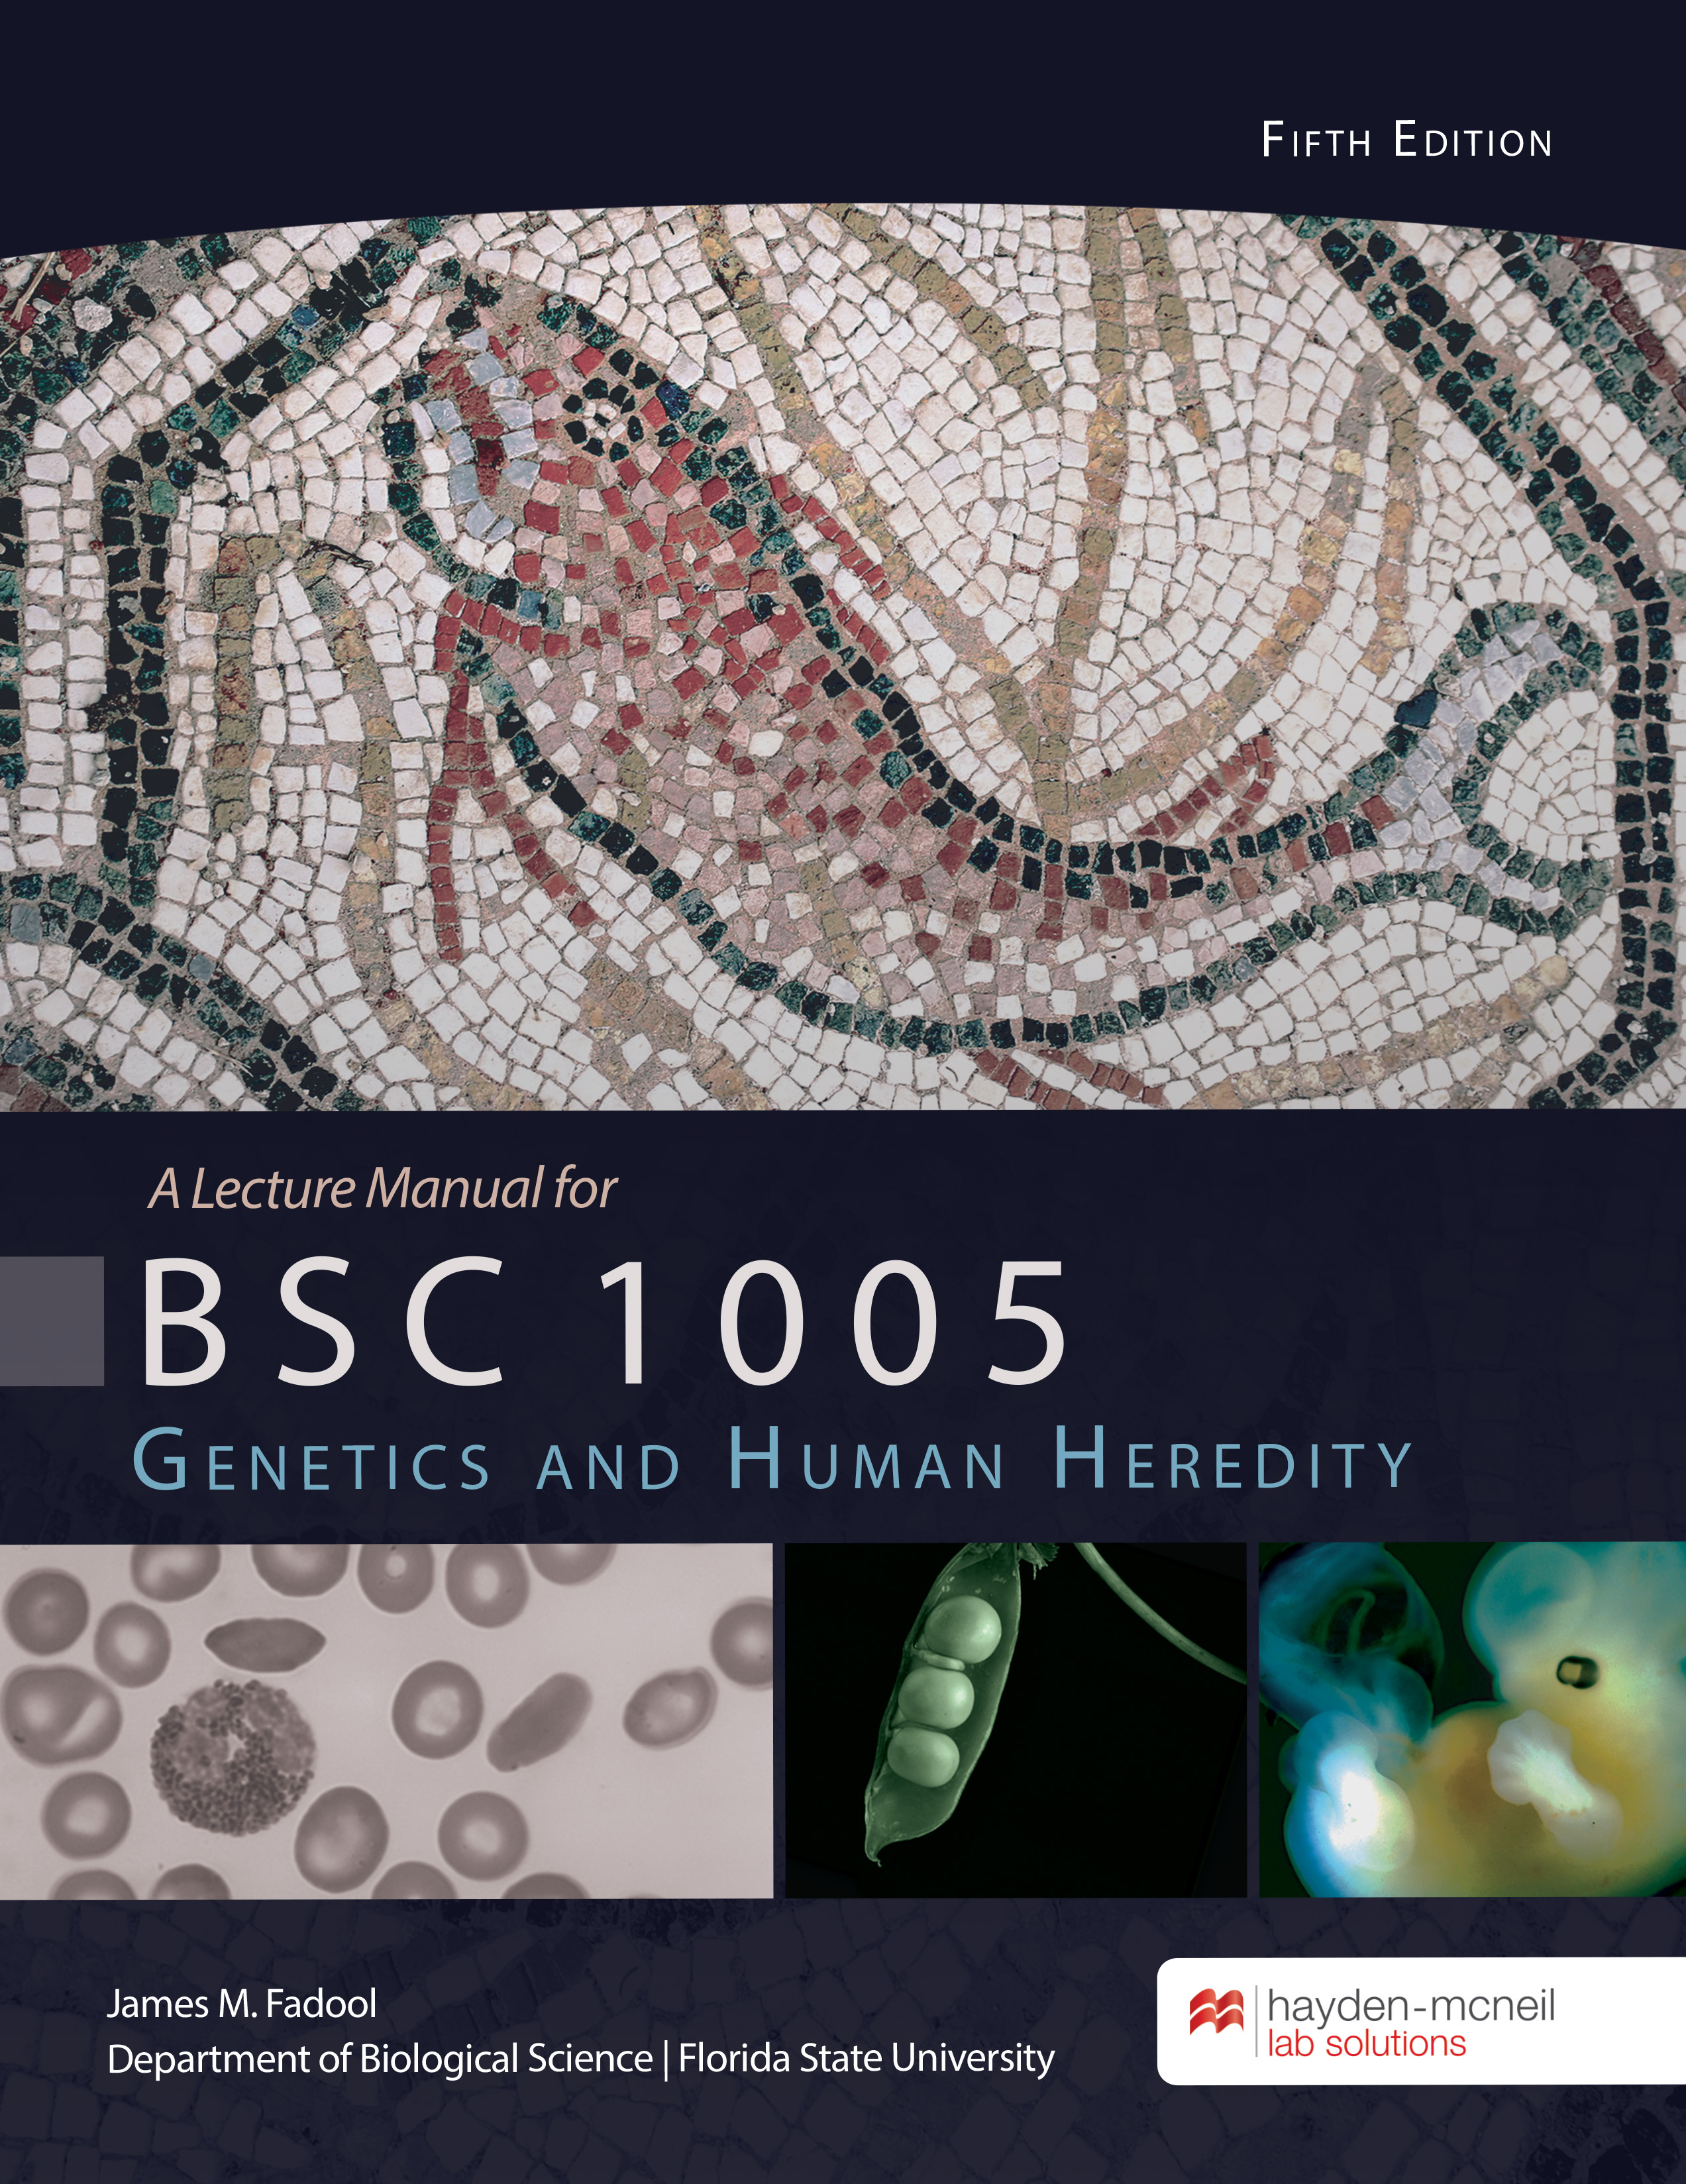 Fifth Edition
A Lecture Manual for
BSC 1005
Genetics and Human Heredity
James M. Fadool
Department of Biological Science | Florida State University
hayden-mcneil
lab solutions